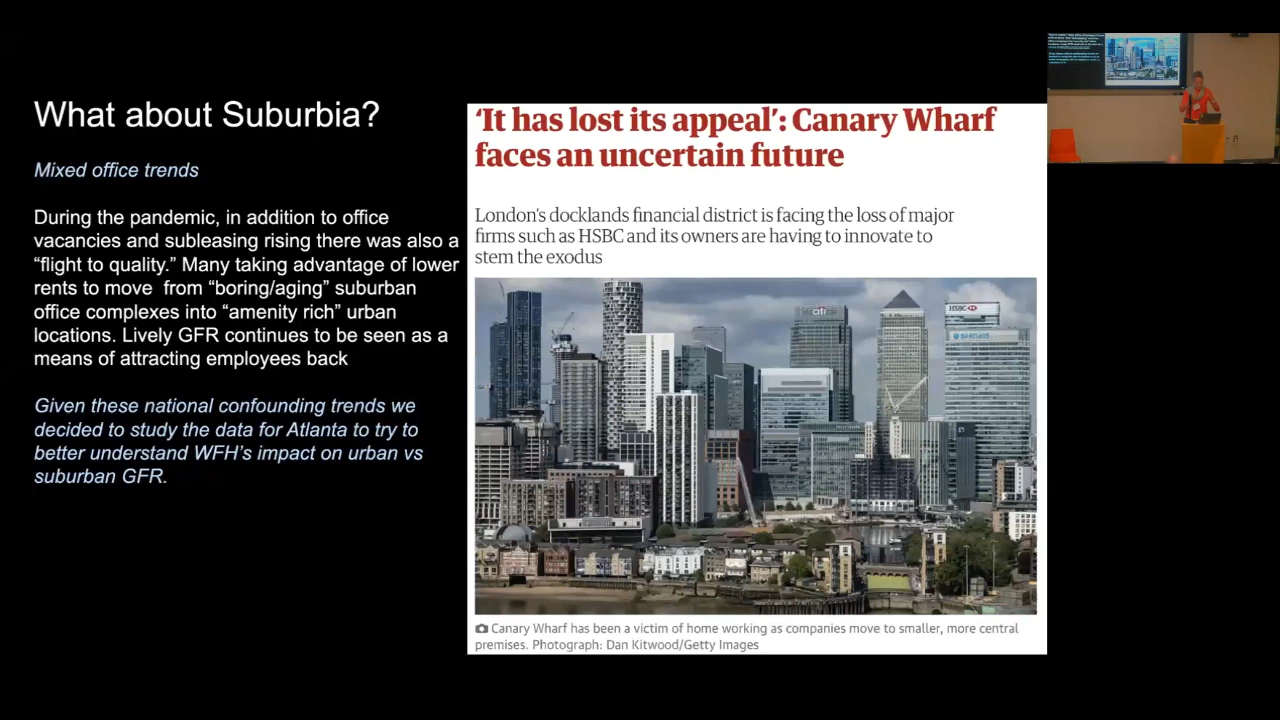 What about Suburbia?
Mixed office trends
During the pandemic, in addition to office
vacancies and subleasing rising there was also a
“flight to quality.” Many taking advantage of lower
rents to move from “boring/aging” suburban
office complexes into “amenity rich” urban
locations. Lively GFR continues to be seen as a
means of attracting employees back
Given these national confounding trends we
decided to study the data for Atlanta to try to
better understand WFH’s impact on urban vs
suburban GFR.
‘It has lost its appeal’: Canary Wharf
faces an uncertain future
London’s docklands financial district is facing the loss of major
firms such as HSBC and its owners are having to innovate to
stem the exodus
citi
HSBC
BARCLAYS
Canary Wharf has been a victim of home working as companies move to smaller, more central
premises. Photograph: Dan Kitwood/Getty Images